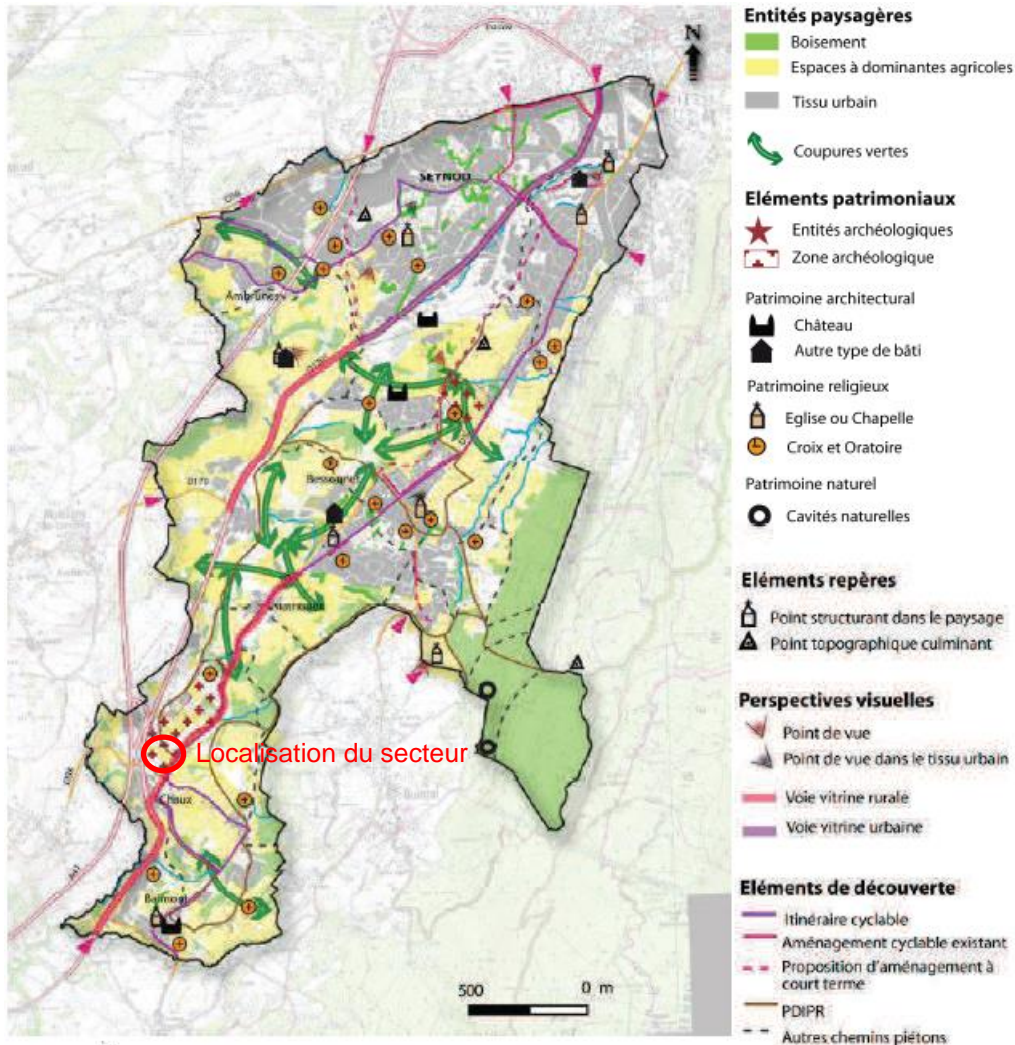 N
SEYNOD
D170
Chaux
Balmont
Localisation du secteur
500 0 m
Entités paysagères
Boisement
Espaces à dominantes agricoles
Tissu urbain
Coupures vertes
Eléments patrimoniaux
Entités archéologiques
Zone archéologique
Patrimoine architectural
Château
Autre type de bâti
Patrimoine religieux
Eglise ou Chapelle
Croix et Oratoire
Patrimoine naturel
Cavités naturelles
Eléments repères
Point structurant dans le paysage
Point topographique culminant
Perspectives visuelles
Point de vue
Point de vue dans le tissu urbain
Voie vitrine rurale
Voie vitrine urbaine
Eléments de découverte
Itinéraire cyclable
Aménagement cyclable existant
Proposition d'aménagement à
court terme
PDIPR
Autres chemins piétons